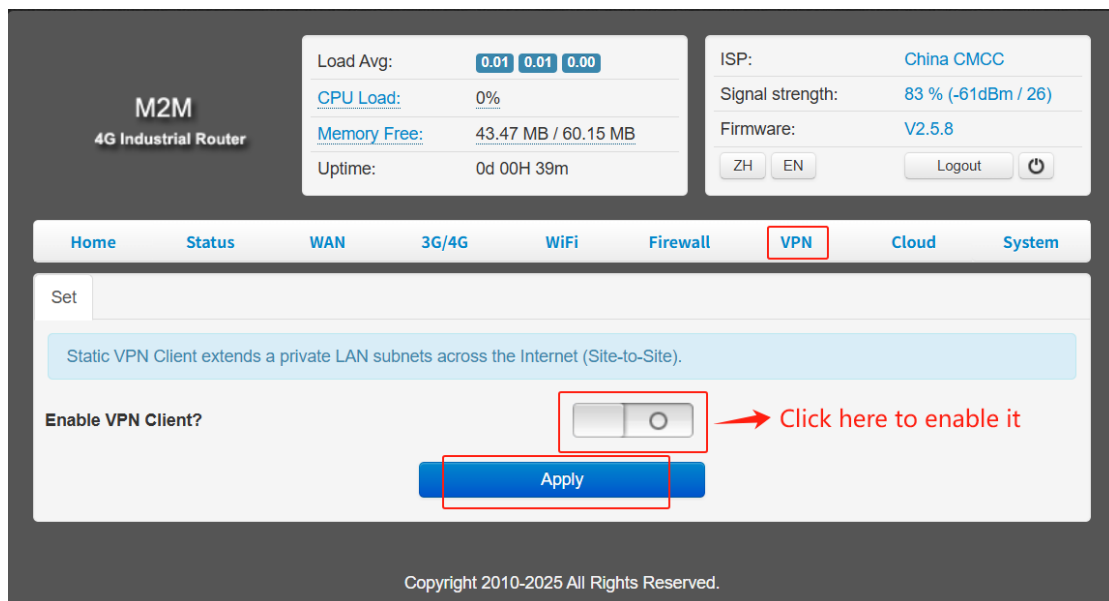 M2M
4G Industrial Router
Load Avg: 0.01 0.01 0.00
CPU Load: 0%
Memory Free: 43.47 MB / 60.15 MB
Uptime: 0d 00H 39m
ISP: China CMCC
Signal strength: 83 % (-61dBm / 26)
Firmware: V2.5.8
ZH EN Logout
Home Status WAN 3G/4G WiFi Firewall VPN Cloud System
Set
Static VPN Client extends a private LAN subnets across the Internet (Site-to-Site).
Enable VPN Client?
Click here to enable it
Apply
Copyright 2010-2025 All Rights Reserved.